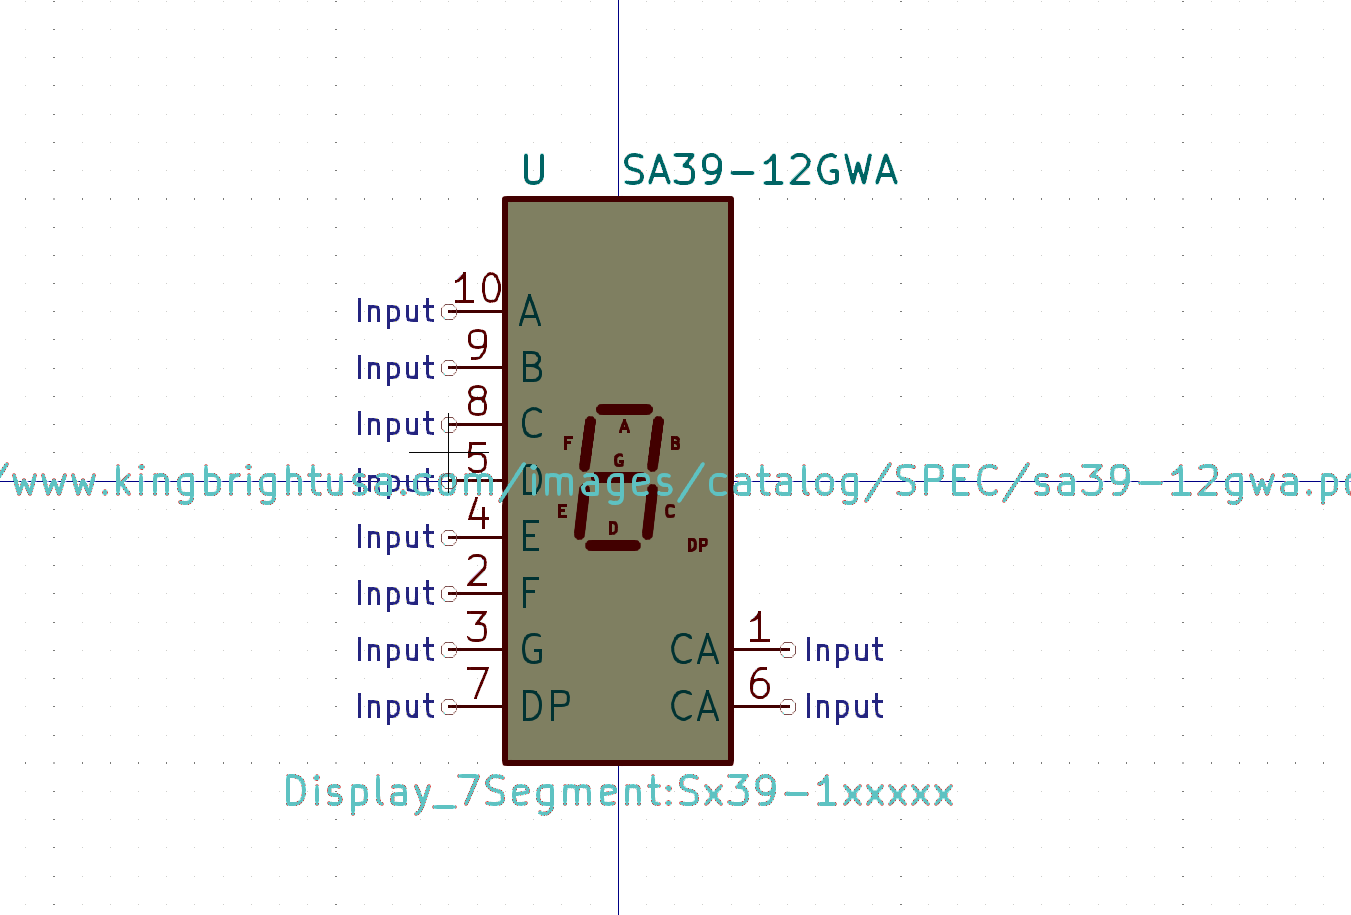 U SA39-12GWA
10
Input A
9
Input B
8
Input C
5
/www.kingbrightusa.com/images/catalog/SPEC/sa39-12gwa.pd
Input D
4
Input E
2
Input F
3
Input G
7
Input DP
A
F B
G
E C
D
DP
1
CA Input
6
CA Input
Display_7Segment:Sx39-1xxxxx